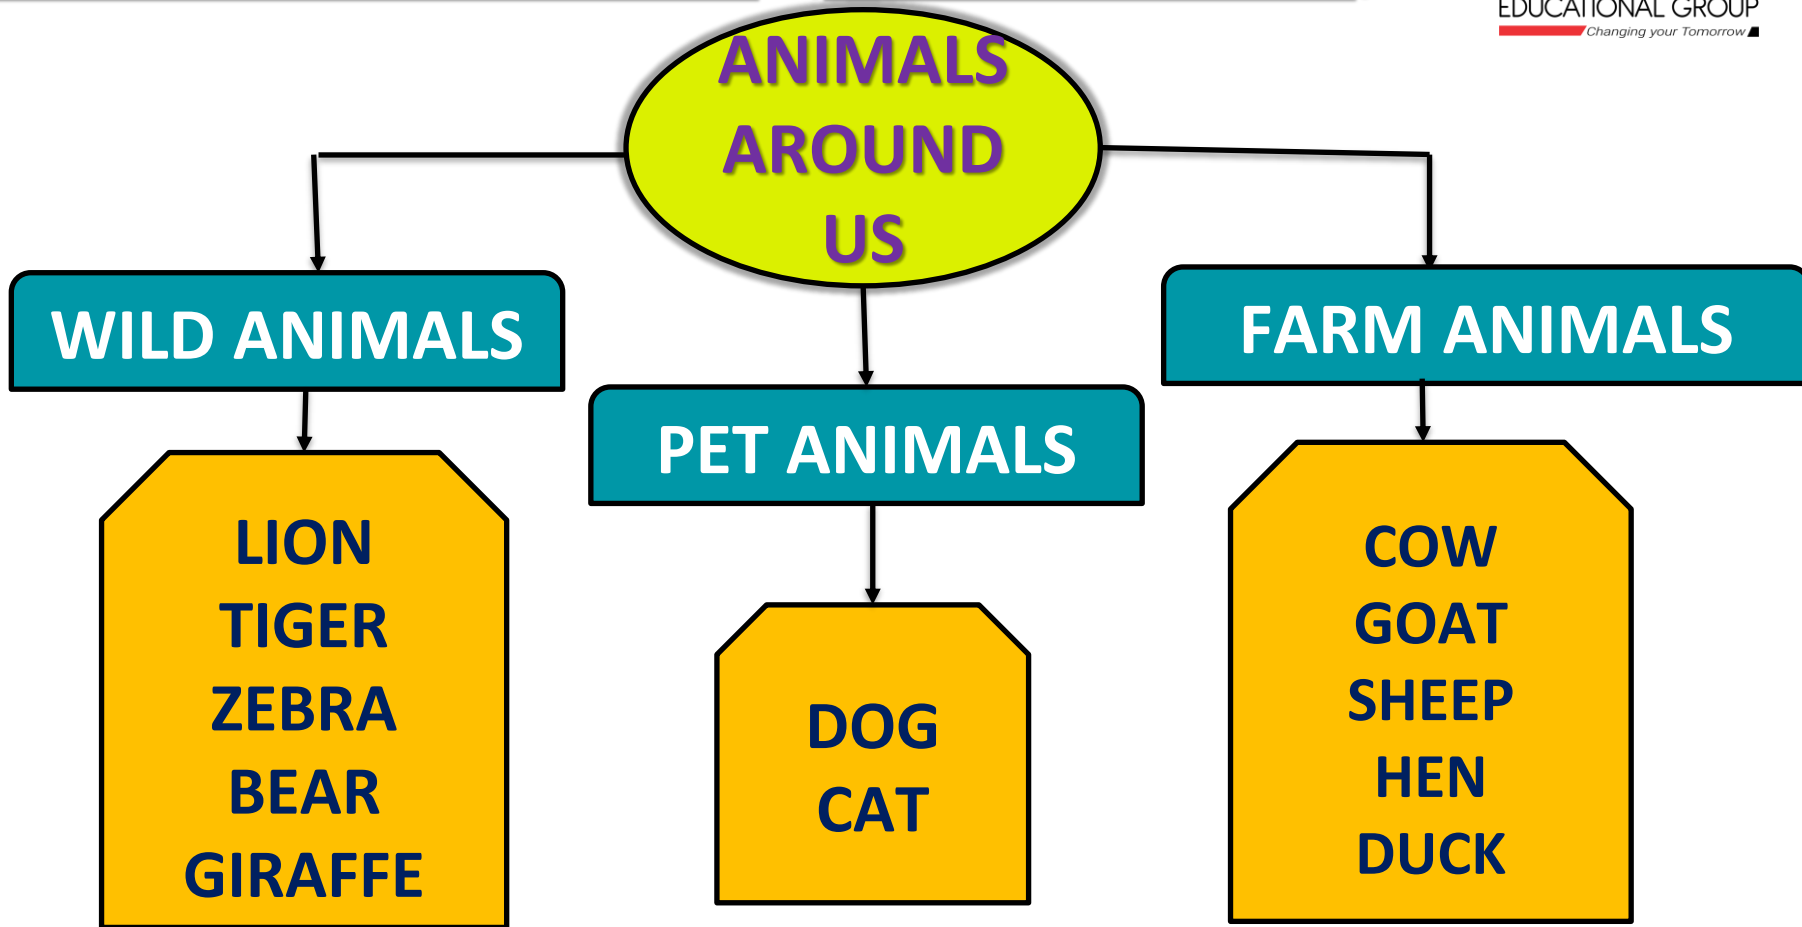 EDUCATIONAL GROUP
Changing your Tomorrow
ANIMALS
AROUND
US
WILD ANIMALS
PET ANIMALS
FARM ANIMALS
LION
TIGER
ZEBRA
BEAR
GIRAFFE
DOG
CAT
COW
GOAT
SHEEP
HEN
DUCK